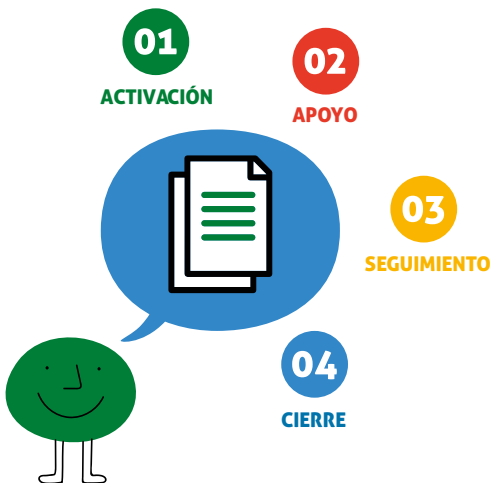 01
ACTIVACIÓN
02
APOYO
03
SEGUIMIENTO
04
CIERRE